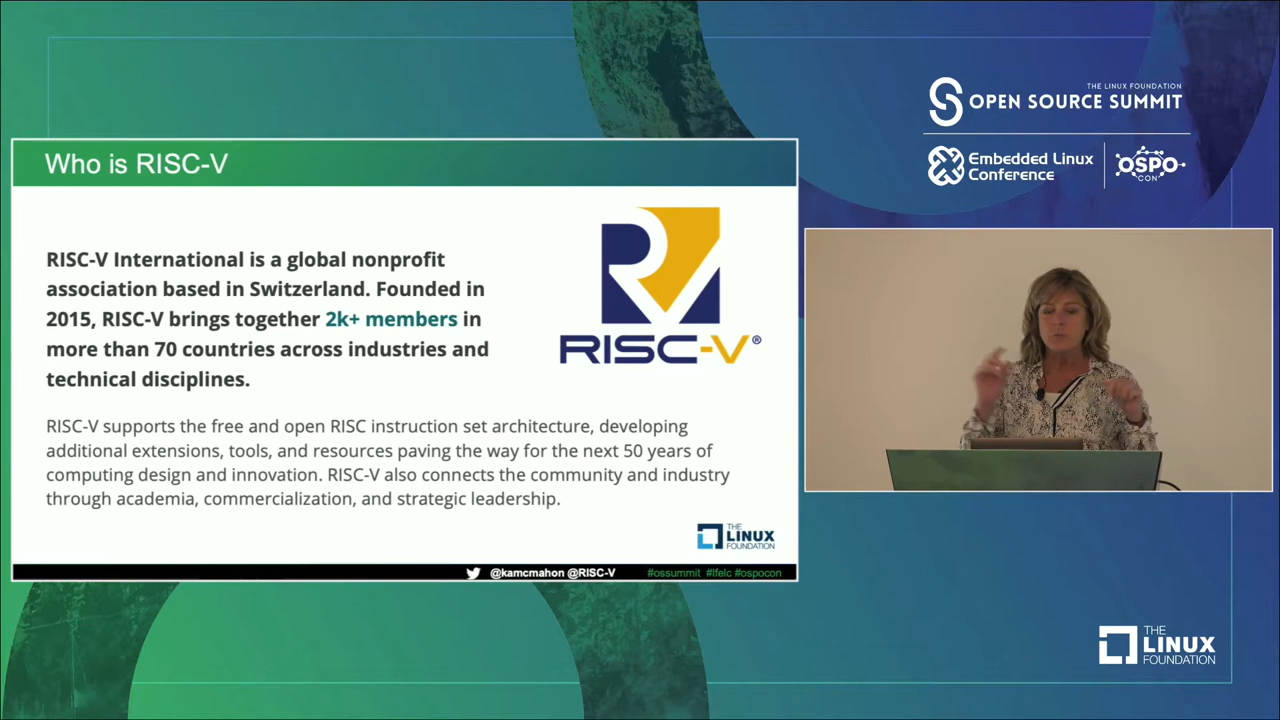 THE LINUX FOUNDATION
OPEN SOURCE SUMMIT
Embedded Linux
Conference
OSPO
CON
Who is RISC-V
RISC-V International is a global nonprofit
association based in Switzerland. Founded in
2015, RISC-V brings together 2k+ members in
more than 70 countries across industries and
technical disciplines.
RISC-V®
RISC-V supports the free and open RISC instruction set architecture, developing
additional extensions, tools, and resources paving the way for the next 50 years of
computing design and innovation. RISC-V also connects the community and industry
through academia, commercialization, and strategic leadership.
THE
LINUX
FOUNDATION
@kamcmahon @RISC-V #ossummit #lfelc #ospocon
THE
LINUX
FOUNDATION